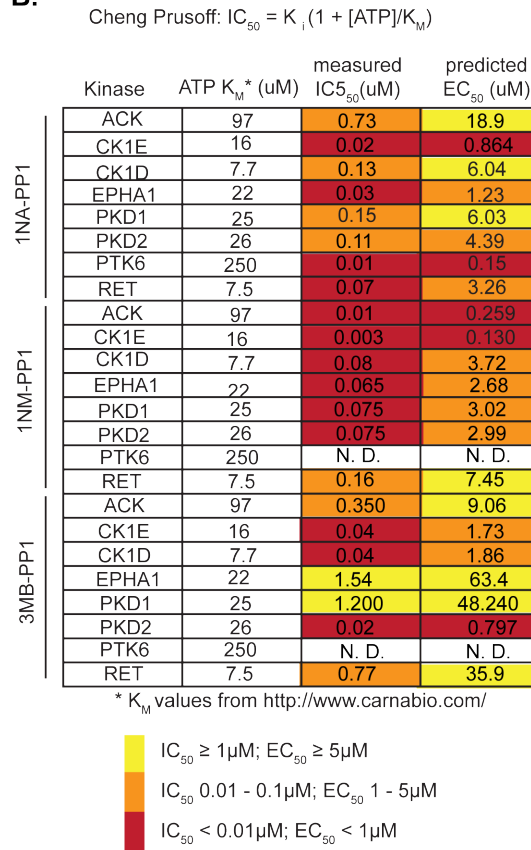 B.
Cheng Prusoff: IC50 = K i (1 + [ATP]/KM)
Kinase ATP KM* (uM) measured IC550(uM) predicted EC50 (uM)
1NA-PP1
ACK 97 0.73 18.9
CK1E 16 0.02 0.864
CK1D 7.7 0.13 6.04
EPHA1 22 0.03 1.23
PKD1 25 0.15 6.03
PKD2 26 0.11 4.39
PTK6 250 0.01 0.15
RET 7.5 0.07 3.26
1NM-PP1
ACK 97 0.01 0.259
CK1E 16 0.003 0.130
CK1D 7.7 0.08 3.72
EPHA1 22 0.065 2.68
PKD1 25 0.075 3.02
PKD2 26 0.075 2.99
PTK6 250 N. D. N. D.
RET 7.5 0.16 7.45
3MB-PP1
ACK 97 0.350 9.06
CK1E 16 0.04 1.73
CK1D 7.7 0.04 1.86
EPHA1 22 1.54 63.4
PKD1 25 1.200 48.240
PKD2 26 0.02 0.797
PTK6 250 N. D. N. D.
RET 7.5 0.77 35.9
* KM values from http://www.carnabio.com/
IC50 ≥ 1µM; EC50 ≥ 5µM
IC50 0.01 - 0.1µM; EC50 1 - 5µM
IC50 < 0.01µM; EC50 < 1µM